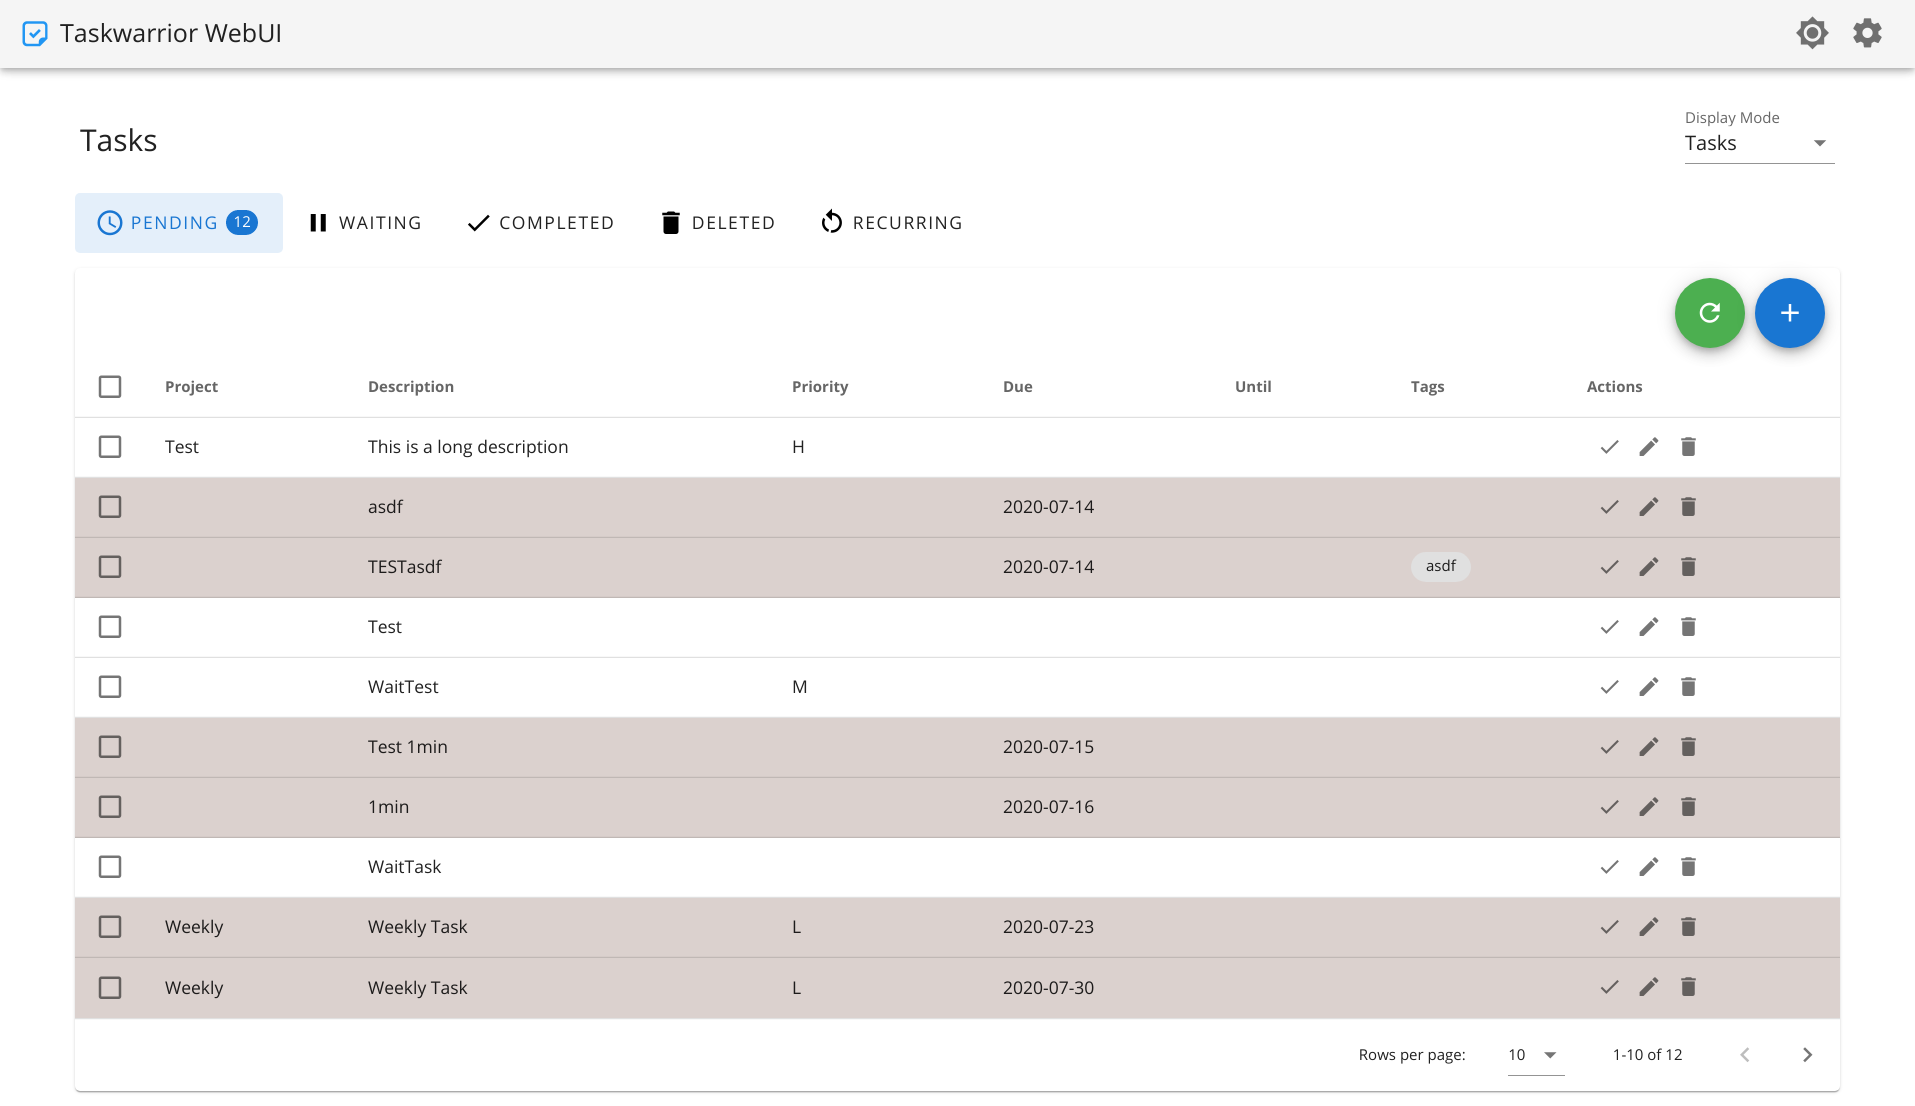 Taskwarrior WebUI
Tasks
Display Mode
Tasks
PENDING 12 WAITING COMPLETED DELETED RECURRING
Project Description Priority Due Until Tags Actions
Test This is a long description H
asdf 2020-07-14
TESTasdf 2020-07-14 asdf
Test
WaitTest M
Test 1min 2020-07-15
1min 2020-07-16
WaitTask
Weekly Weekly Task L 2020-07-23
Weekly Weekly Task L 2020-07-30
Rows per page: 10 1-10 of 12